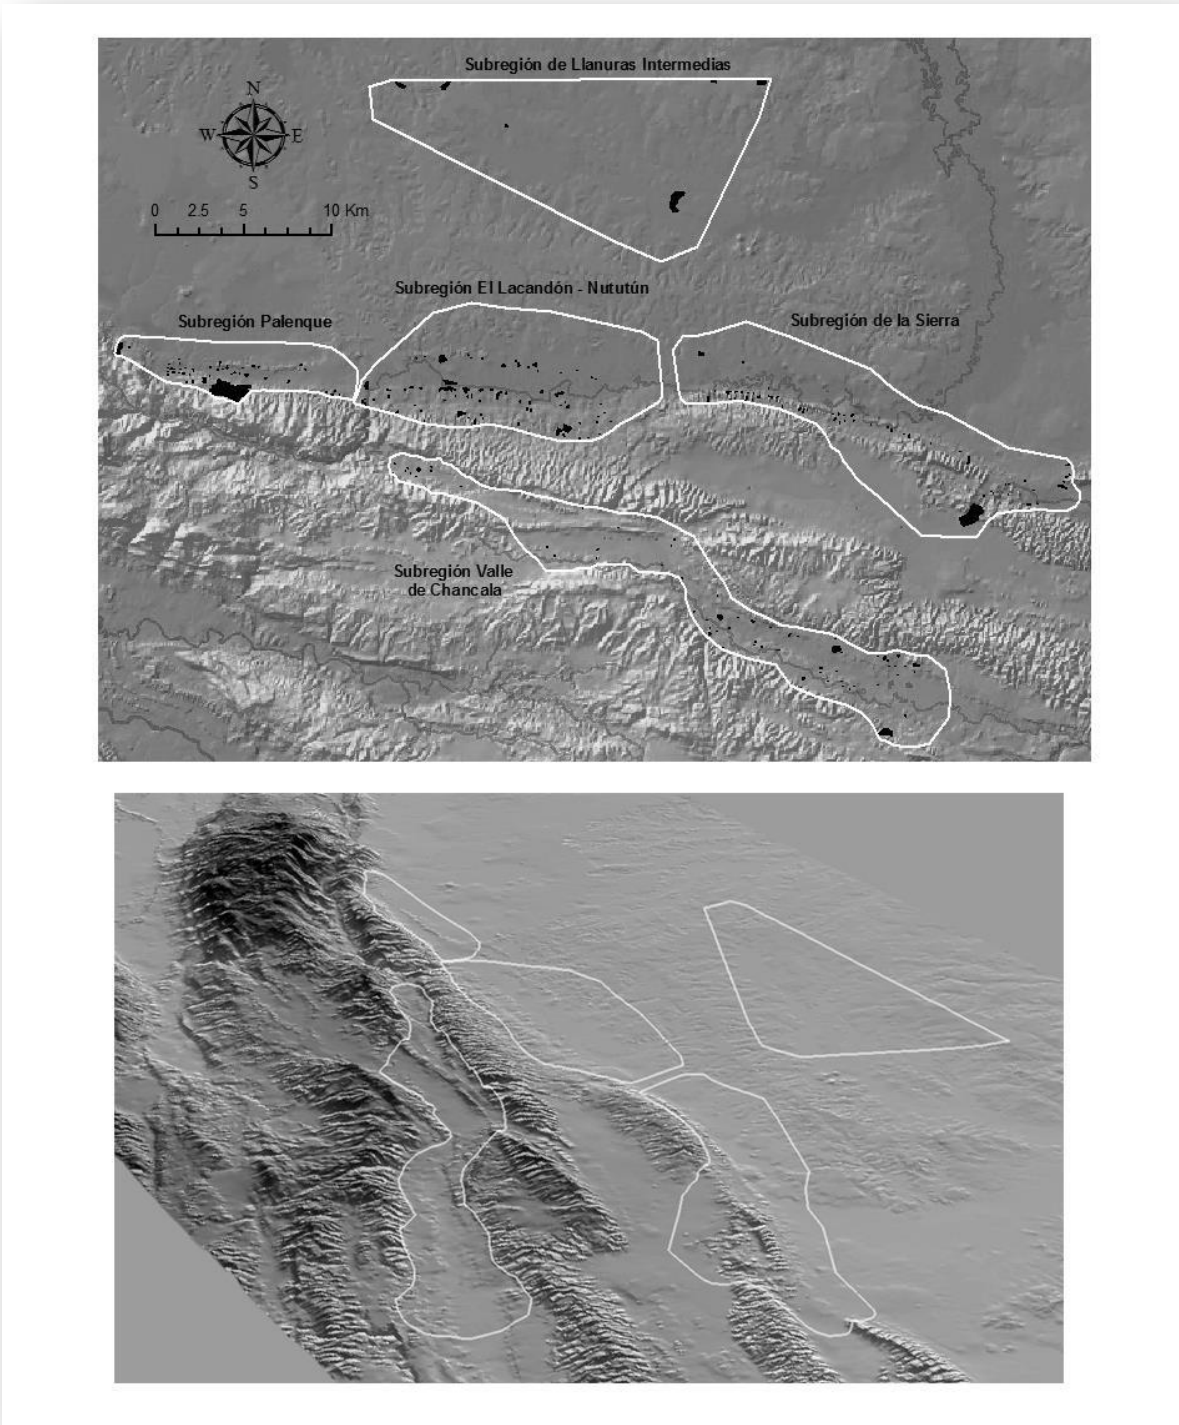 Subregión de Llanuras Intermedias
N
W E
S
0 2.5 5 10 Km
Subregión El Lacandón - Nututún
Subregión Palenque
Subregión de la Sierra
Subregión Valle
de Chancala